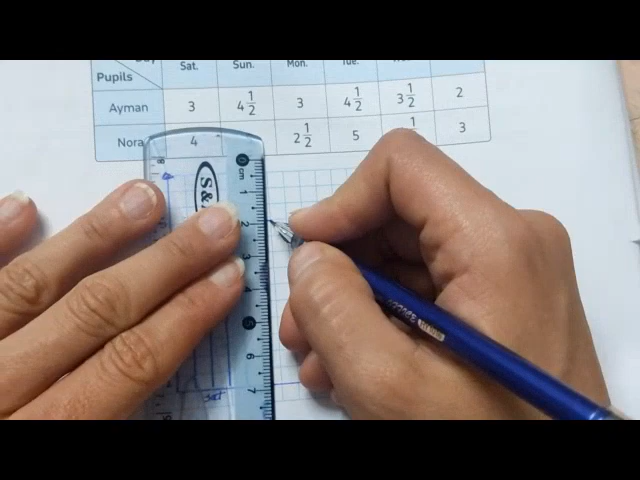 Pupils Sat. Sun. Mon. Tue.
Ayman 3 4 1/2 3 4 1/2 3 1/2 2
Nora 4 2 1/2 5 3
S&
0 cm
1
2
3
4
5
6
7
sat